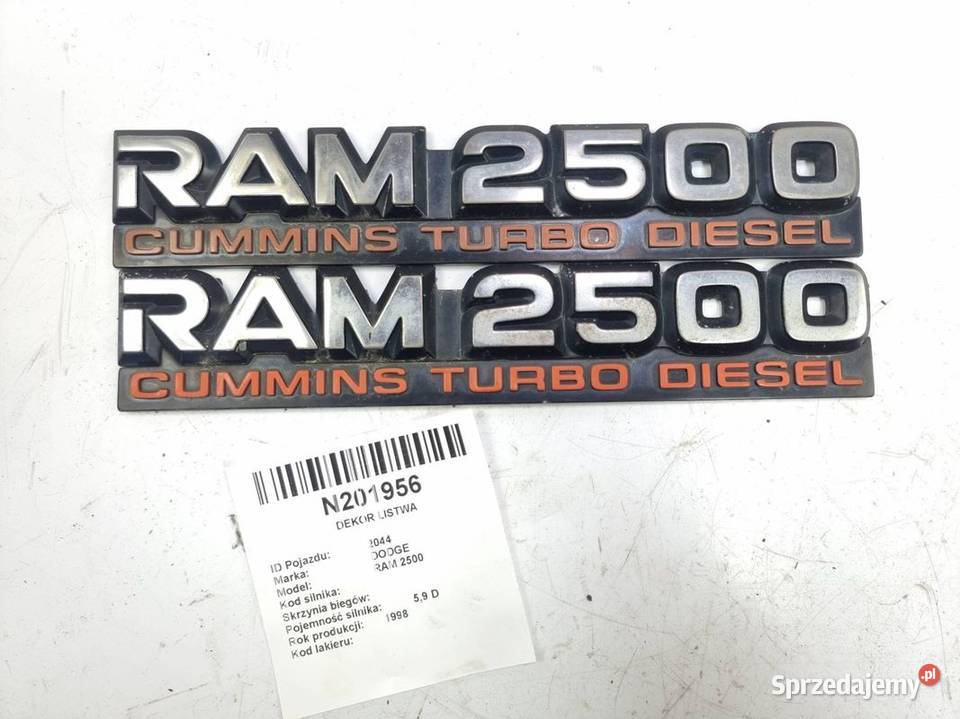 RAM 2500
CUMMINS TURBO DIESEL
RAM 2500
CUMMINS TURBO DIESEL
N201956
DEKOR LISTWA
ID Pojazdu: 2044
Marka: DODGE
Model: RAM 2500
Kod silnika:
Skrzynia biegów:
Pojemność silnika: 5,9 D
Rok produkcji: 1998
Kod lakieru:
Sprzedajemy.pl